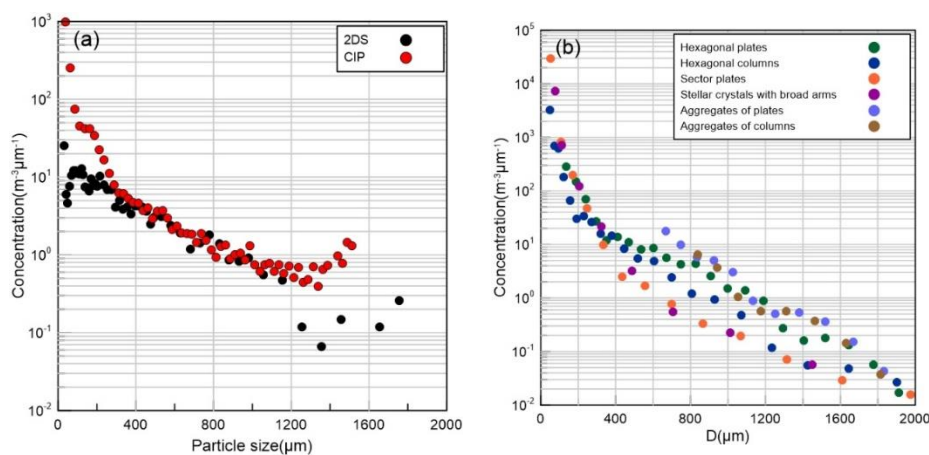 (a)
2DS
CIP
10³
10²
10¹
10⁰
10⁻¹
10⁻²
Concentration(m⁻³μm⁻¹)
0 400 800 1200 1600 2000
Particle size(μm)
(b)
Hexagonal plates
Hexagonal columns
Sector plates
Stellar crystals with broad arms
Aggregates of plates
Aggregates of columns
10⁵
10⁴
10³
10²
10¹
10⁰
10⁻¹
10⁻²
Concentration(m⁻³μm⁻¹)
0 400 800 1200 1600 2000
D(μm)